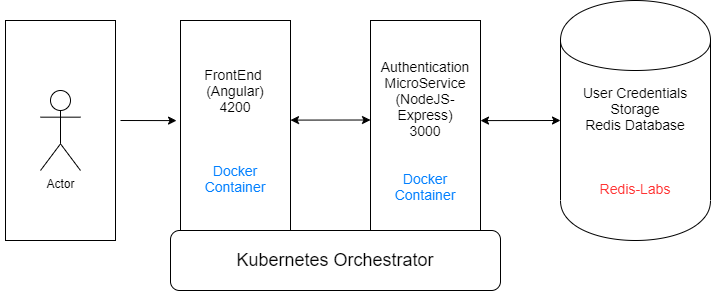 Actor
FrontEnd
(Angular)
4200
Docker
Container
Authentication
MicroService
(NodeJS-
Express)
3000
Docker
Container
User Credentials
Storage
Redis Database
Redis-Labs
Kubernetes Orchestrator